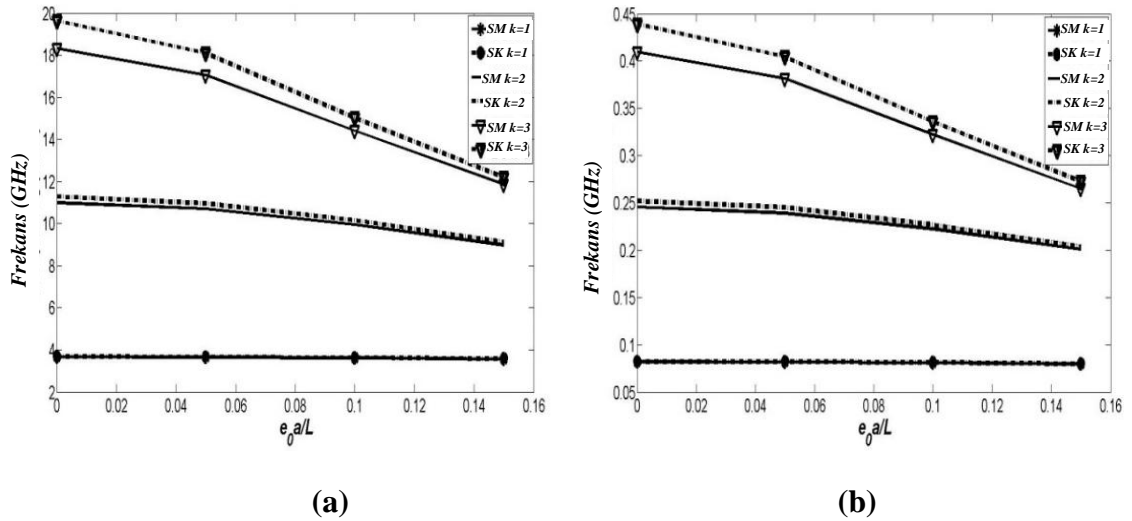 20
18
16
14
12
10
8
6
4
2
Frekans (GHz)
0 0.02 0.04 0.06 0.08 0.1 0.12 0.14 0.16
e₀a/L
SM k=1
SK k=1
SM k=2
SK k=2
SM k=3
SK k=3
(a)
0.45
0.4
0.35
0.3
0.25
0.2
0.15
0.1
0.05
Frekans (GHz)
0 0.02 0.04 0.06 0.08 0.1 0.12 0.14 0.16
e₀a/L
SM k=1
SK k=1
SM k=2
SK k=2
SM k=3
SK k=3
(b)